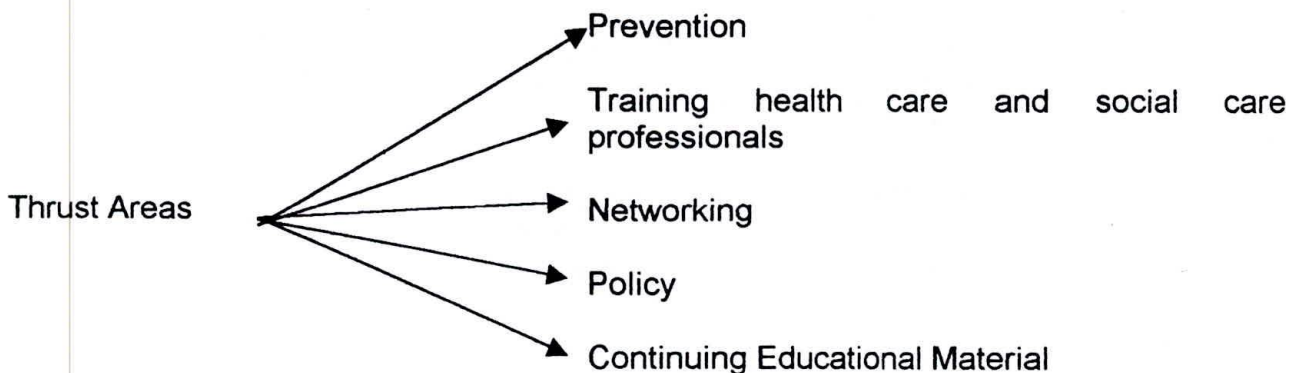 Prevention
Training health care and social care
professionals
Thrust Areas
Networking
Policy
Continuing Educational Material